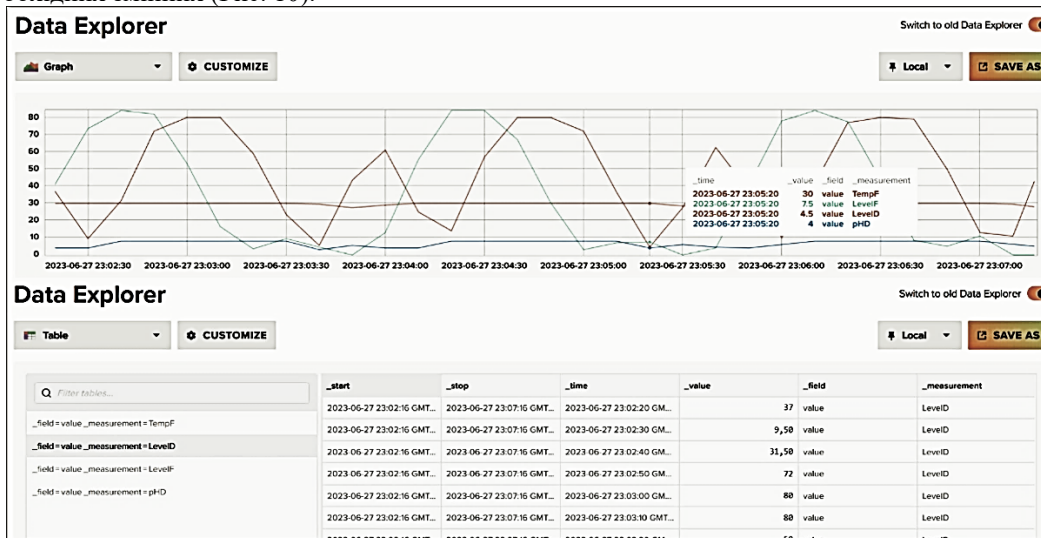 (Рис. 10).
Data Explorer
Switch to old Data Explorer
Graph
CUSTOMIZE
Local
SAVE AS
80
70
60
50
40
30
20
10
0
_time _value _field _measurement
2023-06-27 23:05:20 30 value TempF
2023-06-27 23:05:20 7.5 value LevelF
2023-06-27 23:05:20 4.5 value LevelD
2023-06-27 23:05:20 4 value pHD
2023-06-27 23:02:30 2023-06-27 23:03:00 2023-06-27 23:03:30 2023-06-27 23:04:00 2023-06-27 23:04:30 2023-06-27 23:05:00 2023-06-27 23:05:30 2023-06-27 23:06:00 2023-06-27 23:06:30 2023-06-27 23:07:00
Data Explorer
Switch to old Data Explorer
Table
CUSTOMIZE
Local
SAVE AS
Filter tables...
_field=value _measurement=TempF
_field=value _measurement=LevelD
_field=value _measurement=LevelF
_field=value _measurement=pHD
_start _stop _time _value _field _measurement
2023-06-27 23:02:16 GMT... 2023-06-27 23:07:16 GMT... 2023-06-27 23:02:20 GM... 37 value LevelD
2023-06-27 23:02:16 GMT... 2023-06-27 23:07:16 GMT... 2023-06-27 23:02:30 GM... 9,50 value LevelD
2023-06-27 23:02:16 GMT... 2023-06-27 23:07:16 GMT... 2023-06-27 23:02:40 GM... 31,50 value LevelD
2023-06-27 23:02:16 GMT... 2023-06-27 23:07:16 GMT... 2023-06-27 23:02:50 GM... 72 value LevelD
2023-06-27 23:02:16 GMT... 2023-06-27 23:07:16 GMT... 2023-06-27 23:03:00 GM... 80 value LevelD
2023-06-27 23:02:16 GMT... 2023-06-27 23:07:16 GMT... 2023-06-27 23:03:10 GMT... 80 value LevelD